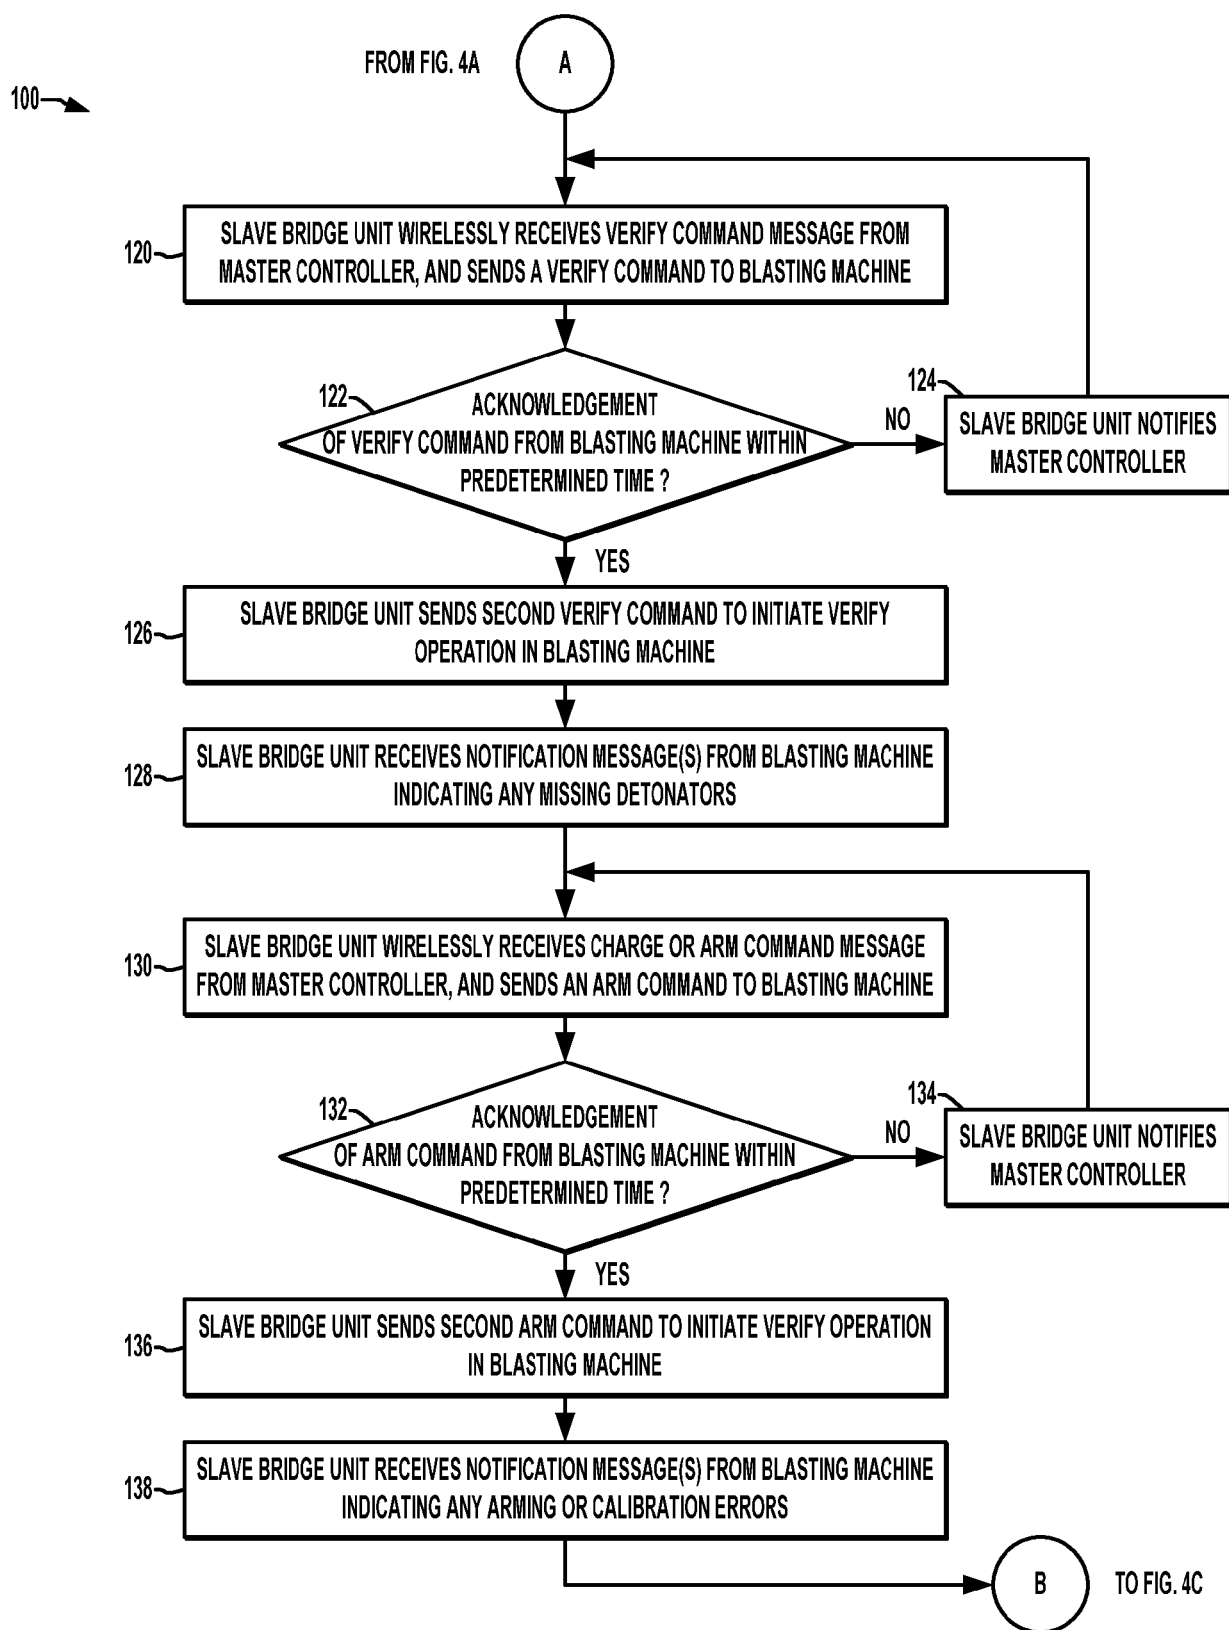 FROM FIG. 4A
A
100
120
SLAVE BRIDGE UNIT WIRELESSLY RECEIVES VERIFY COMMAND MESSAGE FROM
MASTER CONTROLLER, AND SENDS A VERIFY COMMAND TO BLASTING MACHINE
122
ACKNOWLEDGEMENT
OF VERIFY COMMAND FROM BLASTING MACHINE WITHIN
PREDETERMINED TIME ?
NO
124
SLAVE BRIDGE UNIT NOTIFIES
MASTER CONTROLLER
YES
126
SLAVE BRIDGE UNIT SENDS SECOND VERIFY COMMAND TO INITIATE VERIFY
OPERATION IN BLASTING MACHINE
128
SLAVE BRIDGE UNIT RECEIVES NOTIFICATION MESSAGE(S) FROM BLASTING MACHINE
INDICATING ANY MISSING DETONATORS
130
SLAVE BRIDGE UNIT WIRELESSLY RECEIVES CHARGE OR ARM COMMAND MESSAGE
FROM MASTER CONTROLLER, AND SENDS AN ARM COMMAND TO BLASTING MACHINE
132
ACKNOWLEDGEMENT
OF ARM COMMAND FROM BLASTING MACHINE WITHIN
PREDETERMINED TIME ?
NO
134
SLAVE BRIDGE UNIT NOTIFIES
MASTER CONTROLLER
YES
136
SLAVE BRIDGE UNIT SENDS SECOND ARM COMMAND TO INITIATE VERIFY OPERATION
IN BLASTING MACHINE
138
SLAVE BRIDGE UNIT RECEIVES NOTIFICATION MESSAGE(S) FROM BLASTING MACHINE
INDICATING ANY ARMING OR CALIBRATION ERRORS
B
TO FIG. 4C